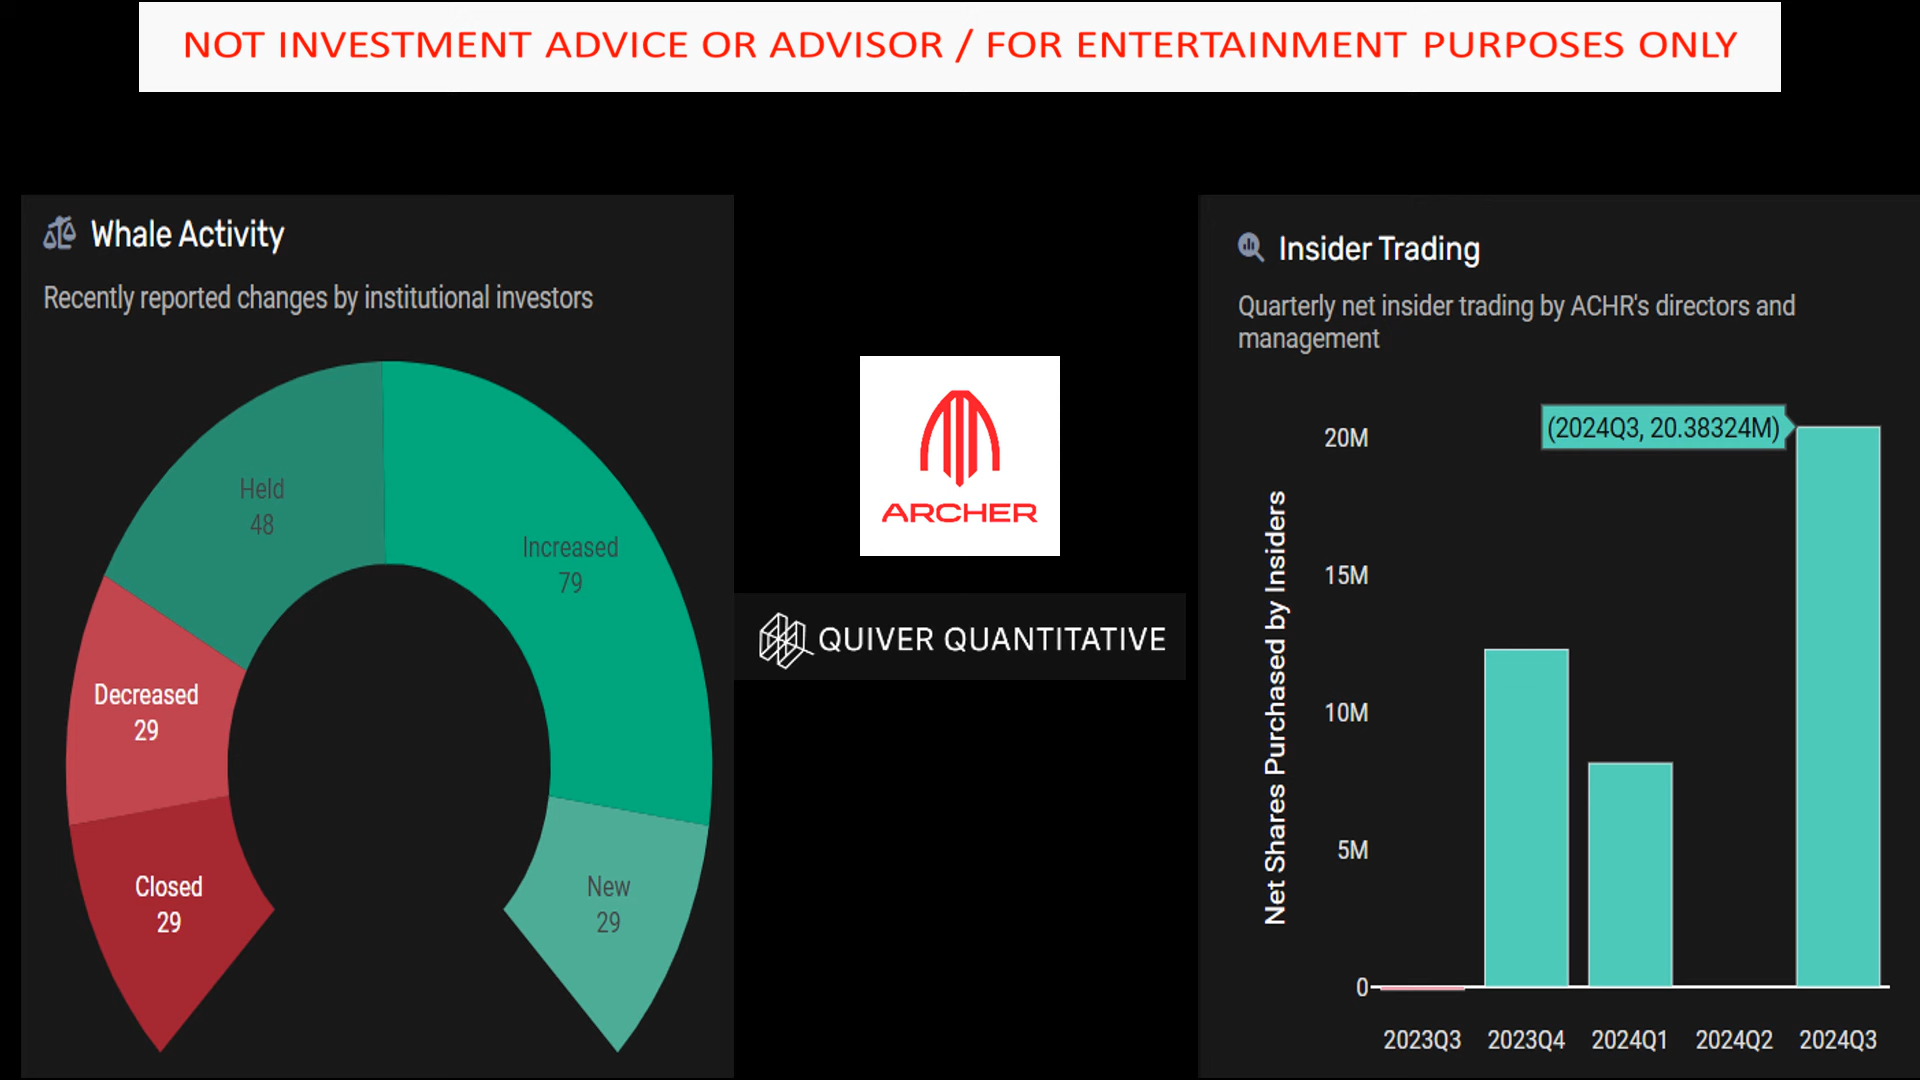 NOT INVESTMENT ADVICE OR ADVISOR / FOR ENTERTAINMENT PURPOSES ONLY
Whale Activity
Recently reported changes by institutional investors
Held
48
Increased
79
Decreased
29
Closed
29
New
29
ARCHER
QUIVER QUANTITATIVE
Insider Trading
Quarterly net insider trading by ACHR's directors and
management
(2024Q3, 20.38324M)
Net Shares Purchased by Insiders
20M
15M
10M
5M
0
2023Q3 2023Q4 2024Q1 2024Q2 2024Q3